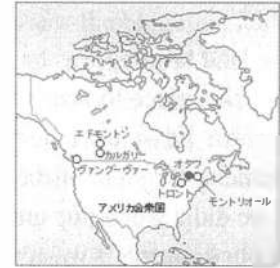 エドモントン
カルガリー
ヴァンクーヴァー
オタワ
トロント
モントリオール
アメリカ合衆国